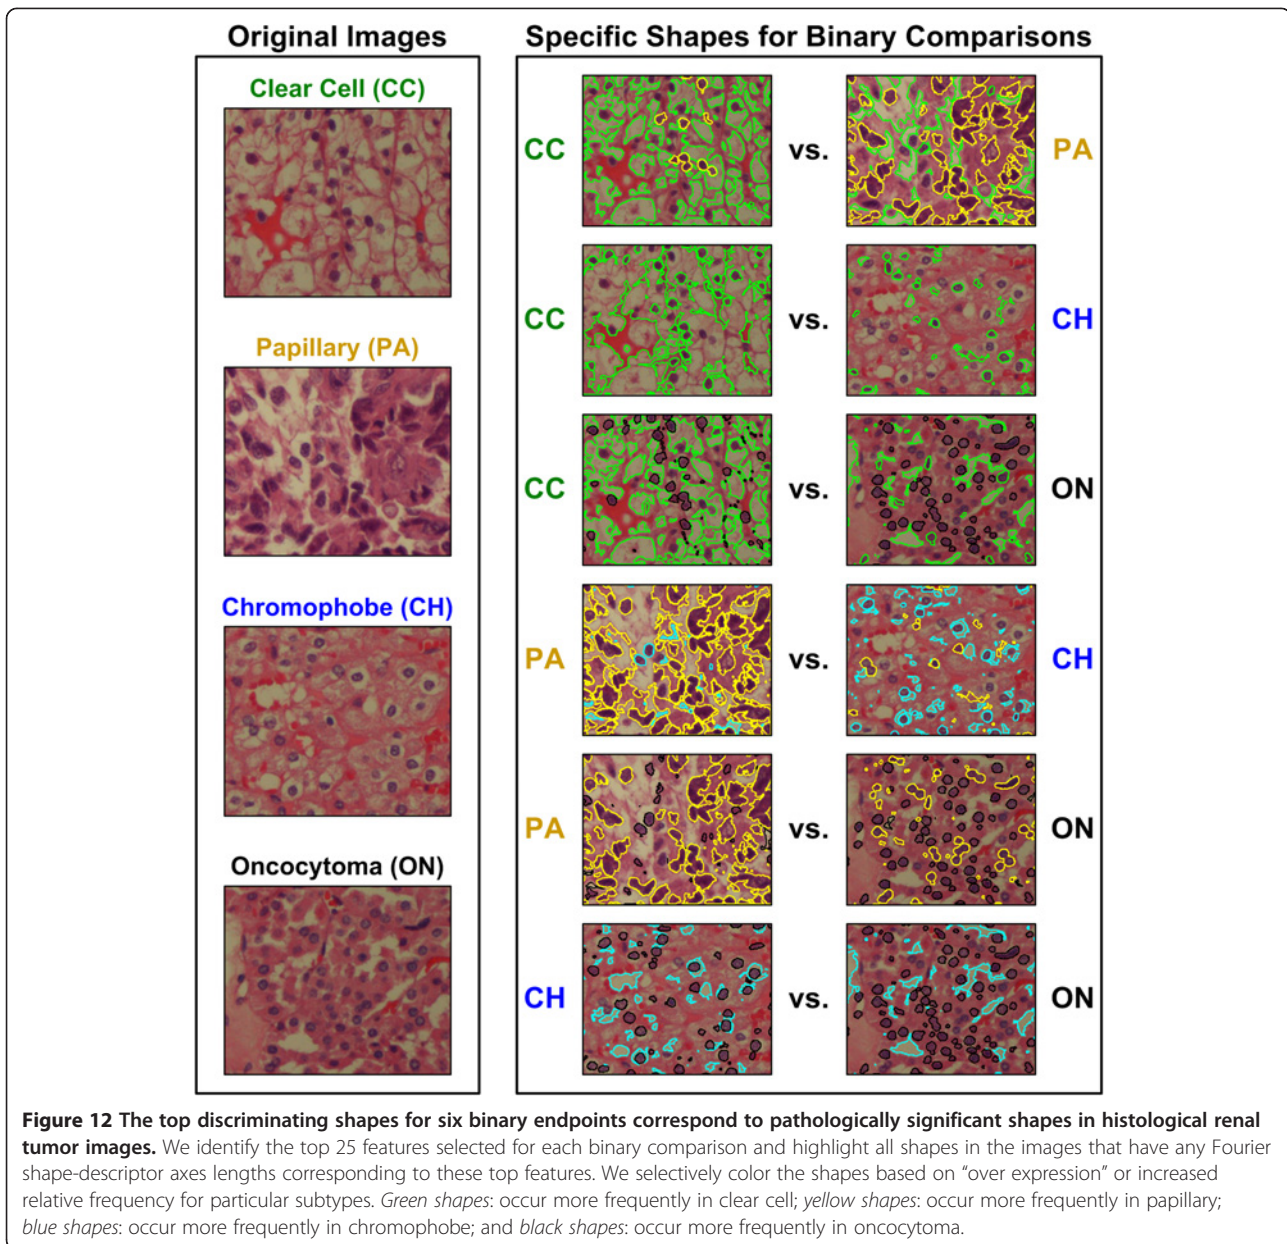 Original Images
Specific Shapes for Binary Comparisons
Clear Cell (CC)
Papillary (PA)
Chromophobe (CH)
Oncocytoma (ON)
CC vs. PA
CC vs. CH
CC vs. ON
PA vs. CH
PA vs. ON
CH vs. ON
Figure 12 The top discriminating shapes for six binary endpoints correspond to pathologically significant shapes in histological renal
tumor images. We identify the top 25 features selected for each binary comparison and highlight all shapes in the images that have any Fourier
shape-descriptor axes lengths corresponding to these top features. We selectively color the shapes based on “over expression” or increased
relative frequency for particular subtypes. Green shapes: occur more frequently in clear cell; yellow shapes: occur more frequently in papillary;
blue shapes: occur more frequently in chromophobe; and black shapes: occur more frequently in oncocytoma.